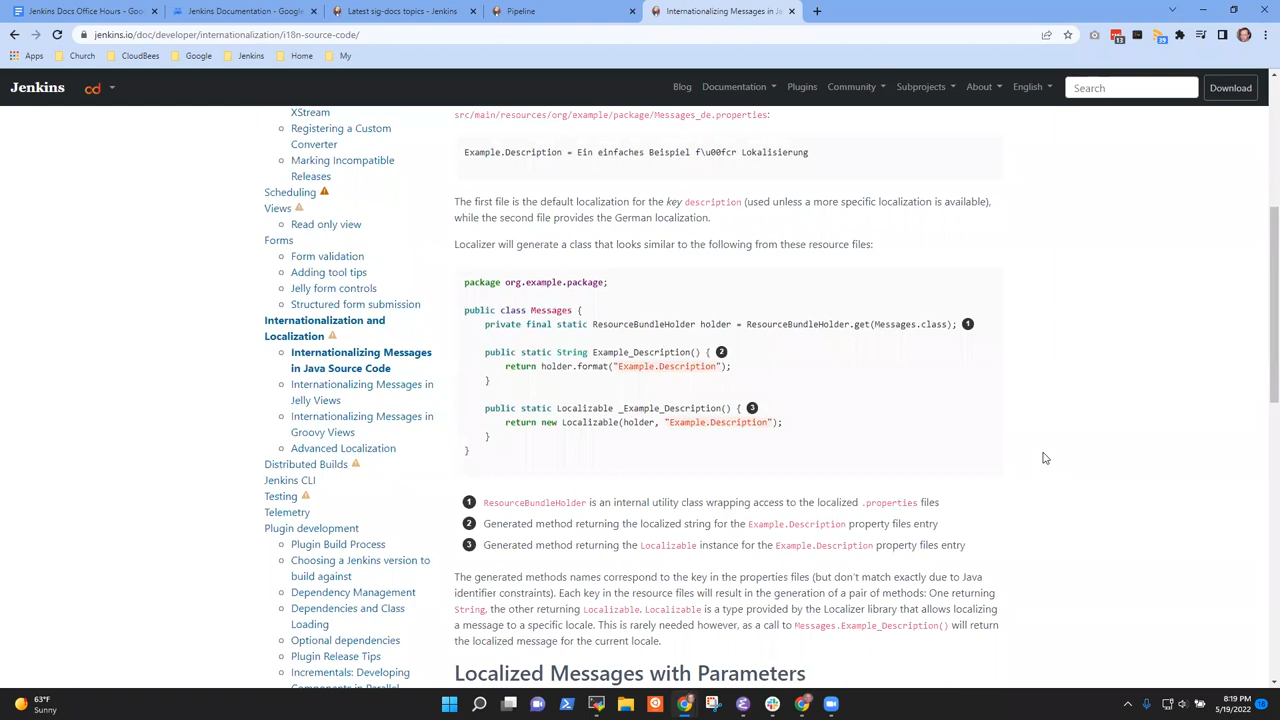 Jenkins Docs Office Hours - Goo
Documentation - Google
Latest sig-docs topics - Jenkins
Pipeline
Internationalizing Messages in Ja
jenkins.io/doc/developer/internationalization/i18n-source-code/
Apps
Church
CloudBees
Google
Jenkins
Home
My
Jenkins
cd
Blog
Documentation
Plugins
Community
Subprojects
About
English
Search
Download
XStream
Registering a Custom
Converter
Marking Incompatible
Releases
Scheduling
Views
Read only view
Forms
Form validation
Adding tool tips
Jelly form controls
Structured form submission
Internationalization and
Localization
Internationalizing Messages
in Java Source Code
Internationalizing Messages in
Jelly Views
Internationalizing Messages in
Groovy Views
Advanced Localization
Distributed Builds
Jenkins CLI
Testing
Telemetry
Plugin development
Plugin Build Process
Choosing a Jenkins version to
build against
Dependency Management
Dependencies and Class
Loading
Optional dependencies
Plugin Release Tips
Incrementals: Developing
Components in Parallel
src/main/resources/org/example/package/Messages_de.properties:
Example.Description = Ein einfaches Beispiel f\u00fcr Lokalisierung
The first file is the default localization for the key description (used unless a more specific localization is available),
while the second file provides the German localization.
Localizer will generate a class that looks similar to the following from these resource files:
package org.example.package;
public class Messages {
private final static ResourceBundleHolder holder = ResourceBundleHolder.get(Messages.class); 1
public static String Example_Description() { 2
return holder.format("Example.Description");
}
public static Localizable _Example_Description() { 3
return new Localizable(holder, "Example.Description");
}
}
1 ResourceBundleHolder is an internal utility class wrapping access to the localized .properties files
2 Generated method returning the localized string for the Example.Description property files entry
3 Generated method returning the Localizable instance for the Example.Description property files entry
The generated methods names correspond to the key in the properties files (but don't match exactly due to Java
identifier constraints). Each key in the resource files will result in the generation of a pair of methods: One returning
String, the other returning Localizable. Localizable is a type provided by the Localizer library that allows localizing
a message to a specific locale. This is rarely needed however, as a call to Messages.Example_Description() will return
the localized message for the current locale.
Localized Messages with Parameters
63°F
Sunny
8:19 PM
5/19/2022